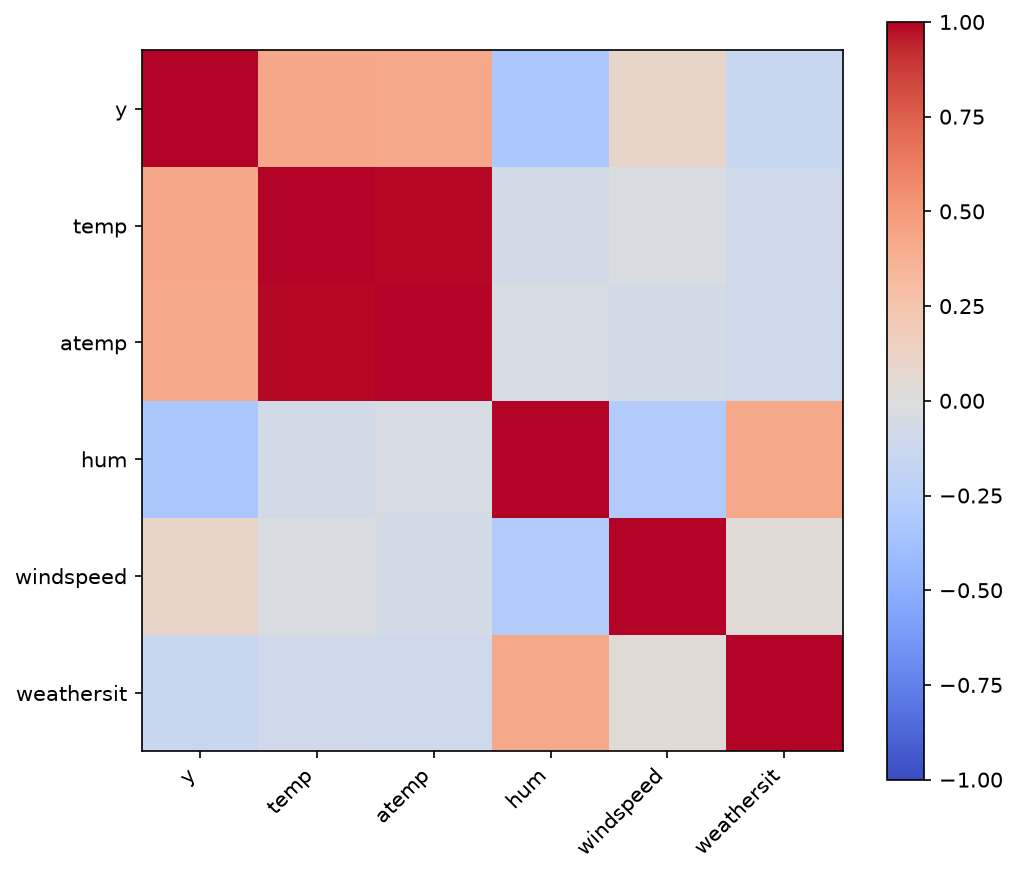 y
temp
atemp
hum
windspeed
weathersit
y
temp
atemp
hum
windspeed
weathersit
1.00
0.75
0.50
0.25
0.00
−0.25
−0.50
−0.75
−1.00